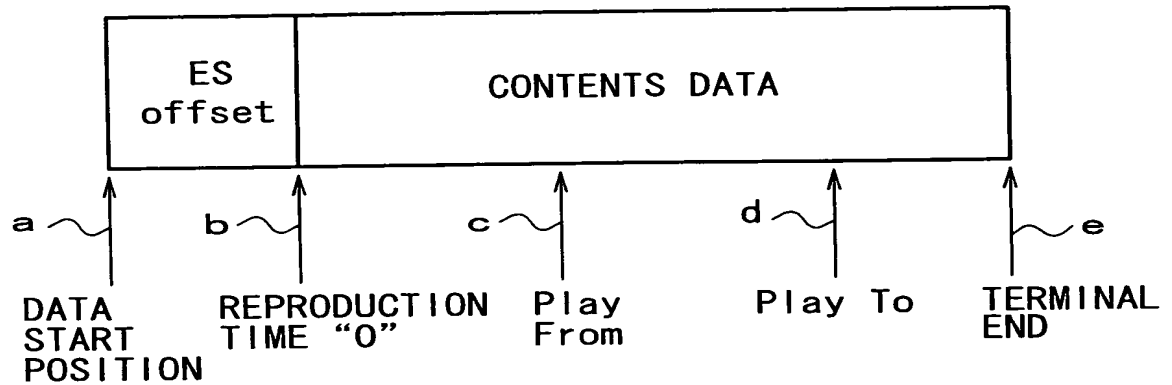 ES
offset
CONTENTS DATA
a
b
c
d
e
DATA
START
POSITION
REPRODUCTION
TIME “0”
Play
From
Play To
TERMINAL
END